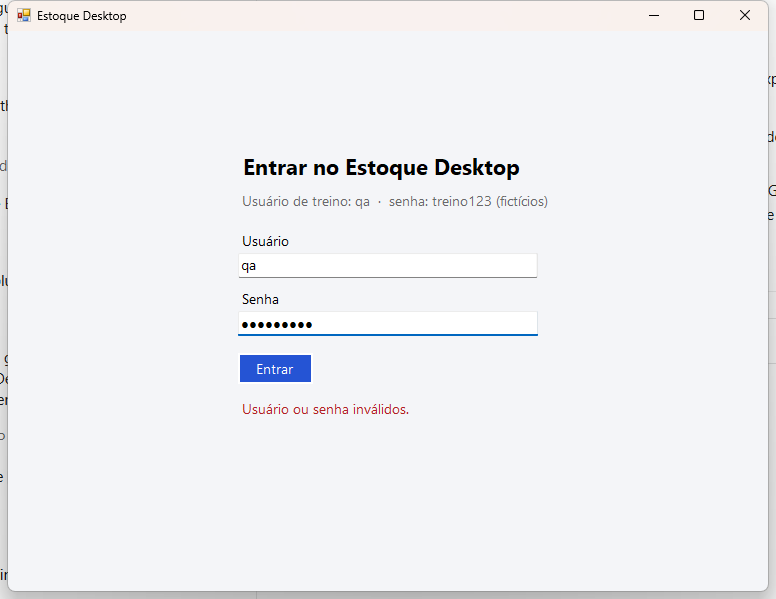 Estoque Desktop
Entrar no Estoque Desktop
Usuário de treino: qa · senha: treino123 (fictícios)
Usuário
qa
Senha
●●●●●●●●●
Entrar
Usuário ou senha inválidos.